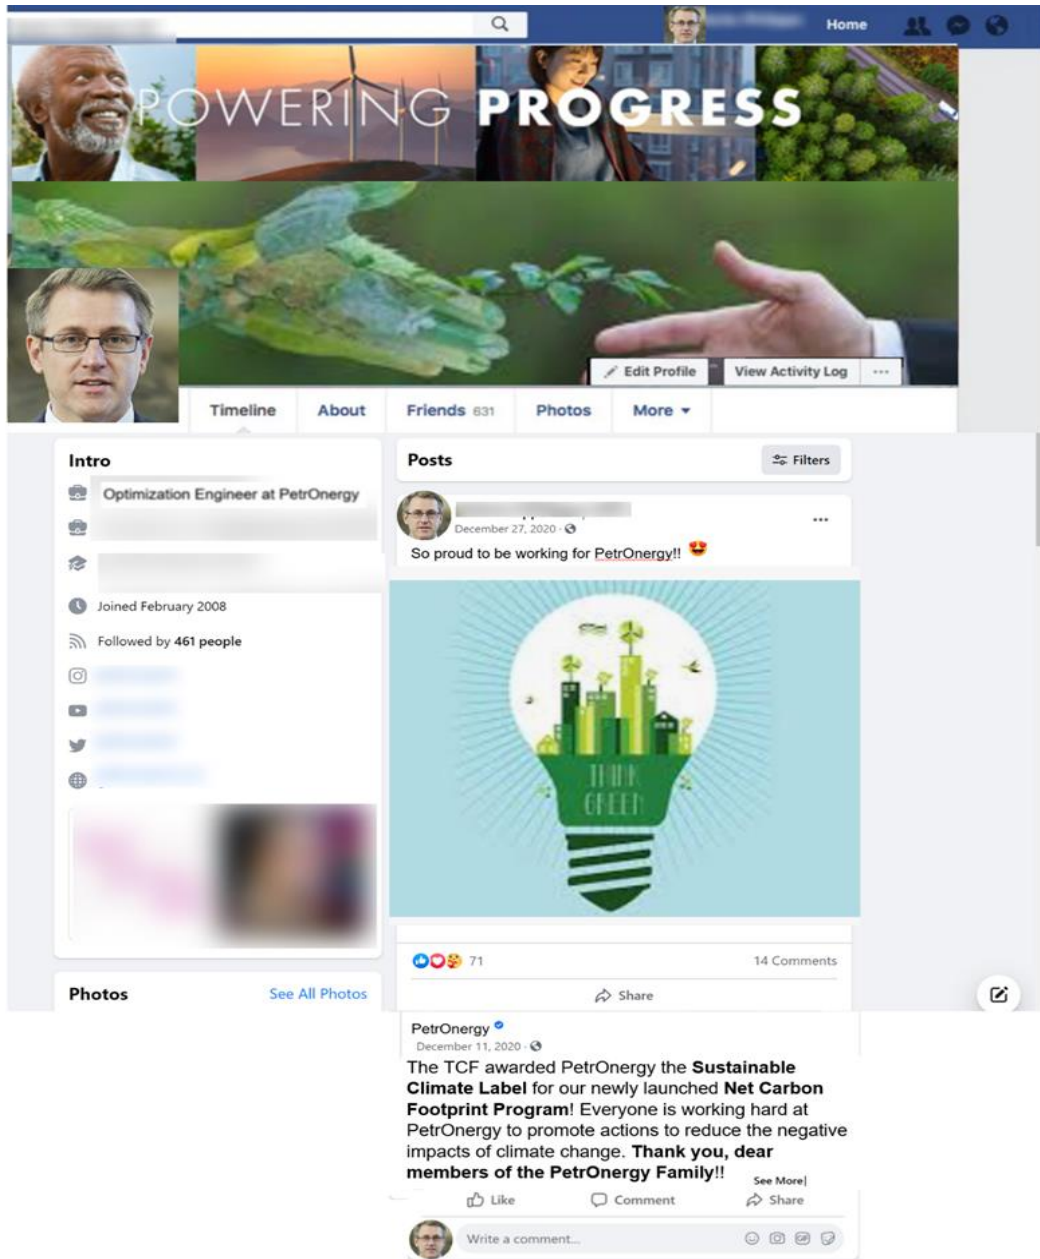 Home
POWERING PROGRESS
Edit Profile
View Activity Log
Timeline
About
Friends 631
Photos
More
Intro
Optimization Engineer at PetrOnergy
Joined February 2008
Followed by 461 people
Photos
See All Photos
Posts
Filters
December 27, 2020
So proud to be working for PetrOnergy!!
THINK
GREEN
71
14 Comments
Share
PetrOnergy
December 11, 2020
The TCF awarded PetrOnergy the Sustainable
Climate Label for our newly launched Net Carbon
Footprint Program! Everyone is working hard at
PetrOnergy to promote actions to reduce the negative
impacts of climate change. Thank you, dear
members of the PetrOnergy Family!!
See More
Like
Comment
Share
Write a comment...
GIF